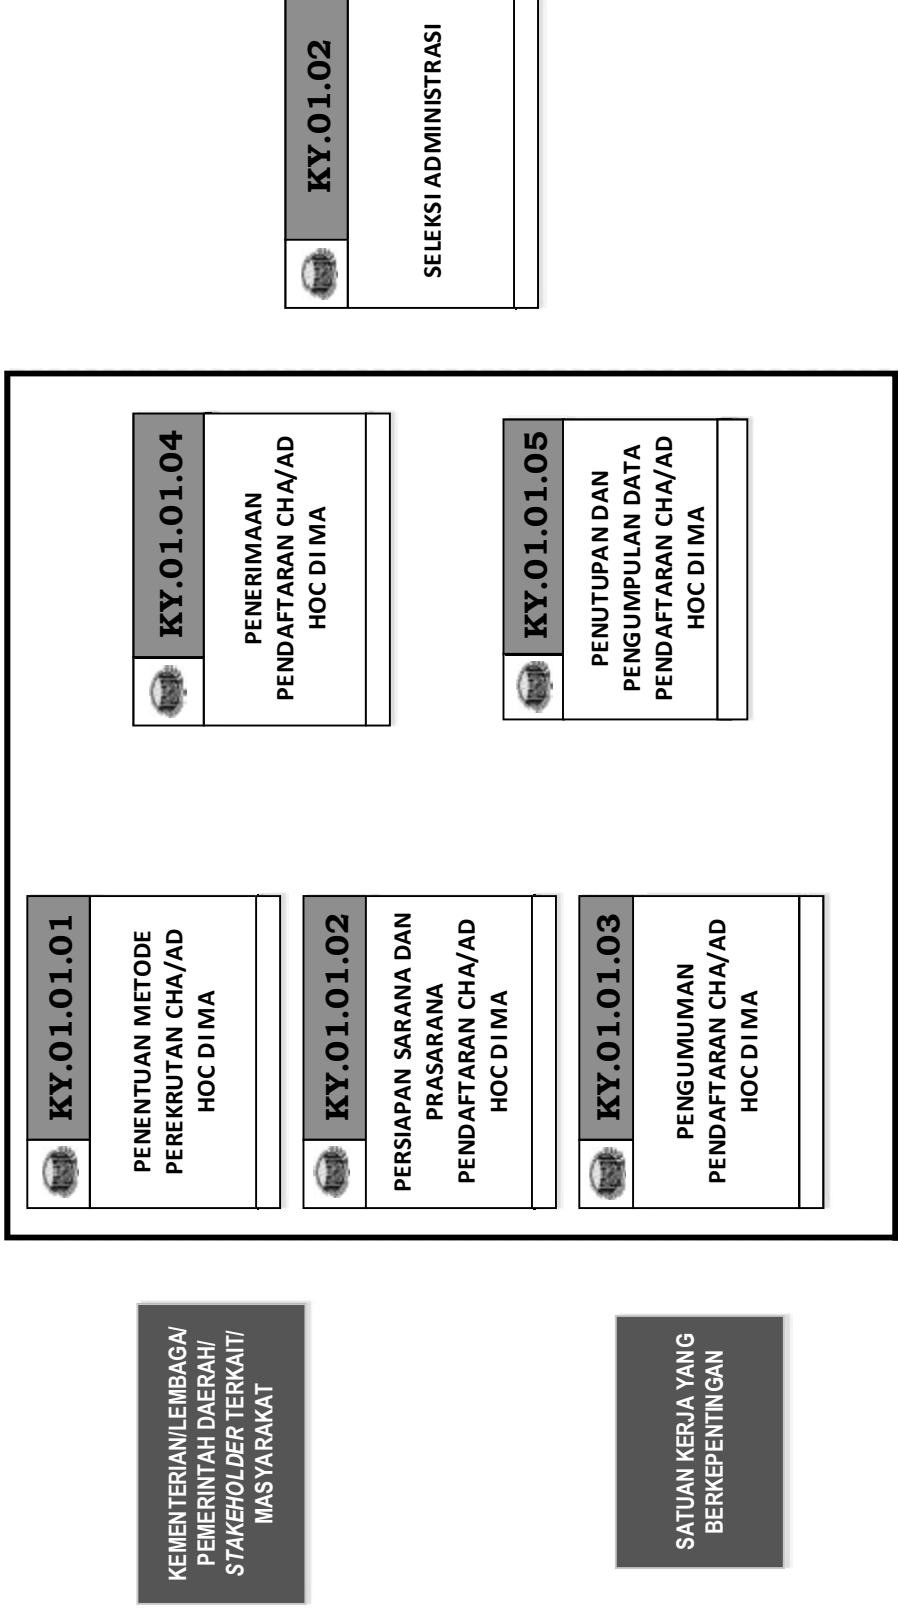 KEMENTERIAN/LEMBAGA/
PEMERINTAH DAERAH/
STAKEHOLDER TERKAIT/
MASYARAKAT
SATUAN KERJA YANG
BERKEPENTINGAN
KY.01.01.01
PENENTUAN METODE
PEREKRUTAN CHA/AD
HOC DI MA
KY.01.01.02
PERSIAPAN SARANA DAN
PRASARANA
PENDAFTARAN CHA/AD
HOC DI MA
KY.01.01.03
PENGUMUMAN
PENDAFTARAN CHA/AD
HOC DI MA
KY.01.01.04
PENERIMAAN
PENDAFTARAN CHA/AD
HOC DI MA
KY.01.01.05
PENUTUPAN DAN
PENGUMPULAN DATA
PENDAFTARAN CHA/AD
HOC DI MA
KY.01.02
SELEKSI ADMINISTRASI